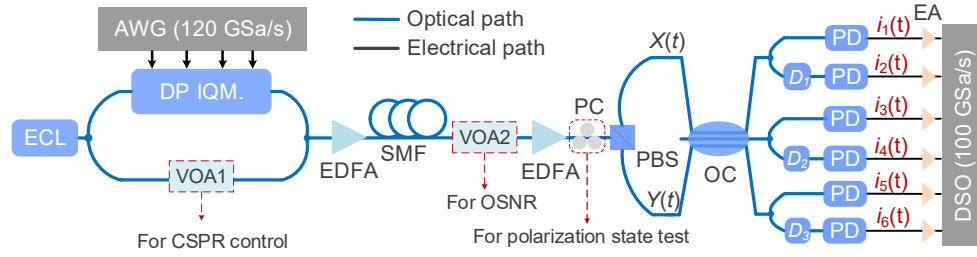 AWG (120 GSa/s)
Optical path
Electrical path
DP IQM.
ECL
VOA1
For CSPR control
EDFA
SMF
VOA2
For OSNR
EDFA
PC
For polarization state test
PBS
X(t)
Y(t)
OC
D1
D2
D3
PD
PD
PD
PD
PD
PD
i1(t)
i2(t)
i3(t)
i4(t)
i5(t)
i6(t)
EA
DSO (100 GSa/s)